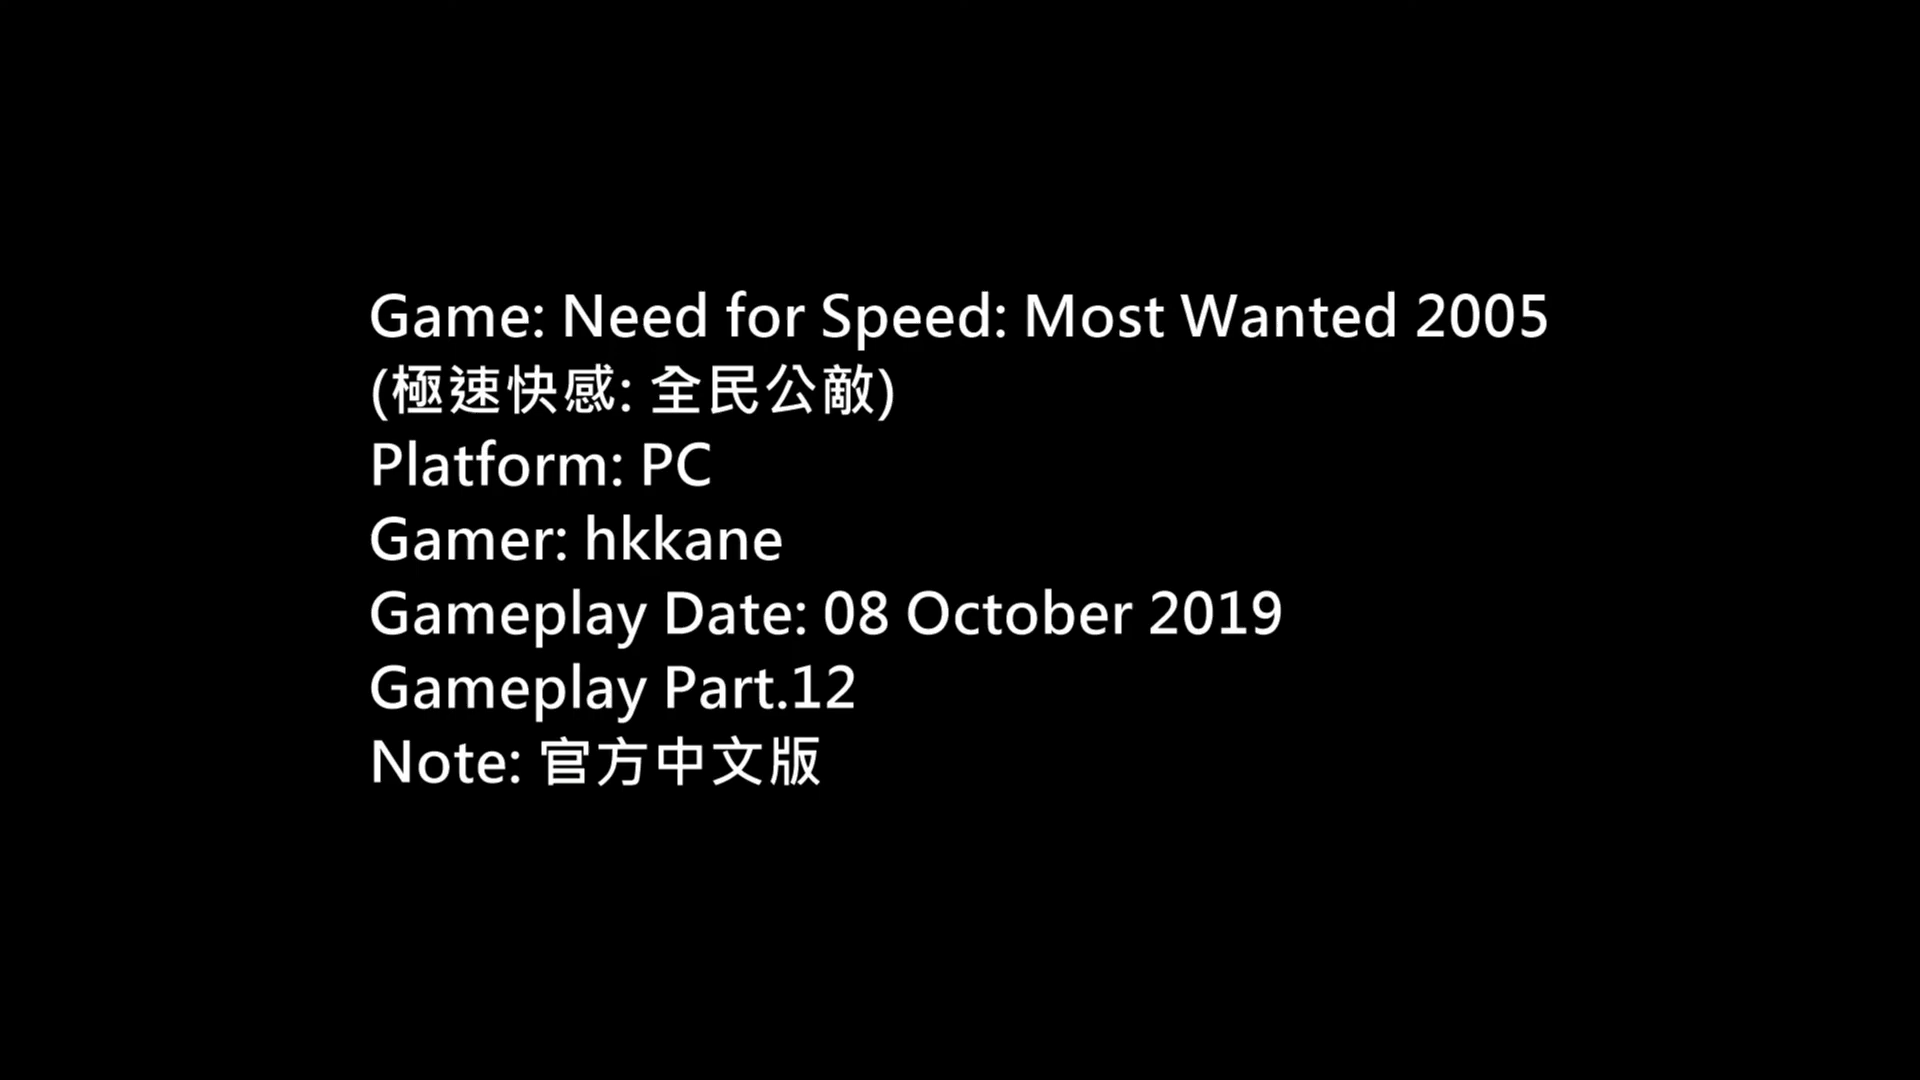 Game: Need for Speed: Most Wanted 2005
(極速快感: 全民公敵)
Platform: PC
Gamer: hkkane
Gameplay Date: 08 October 2019
Gameplay Part.12
Note: 官方中文版